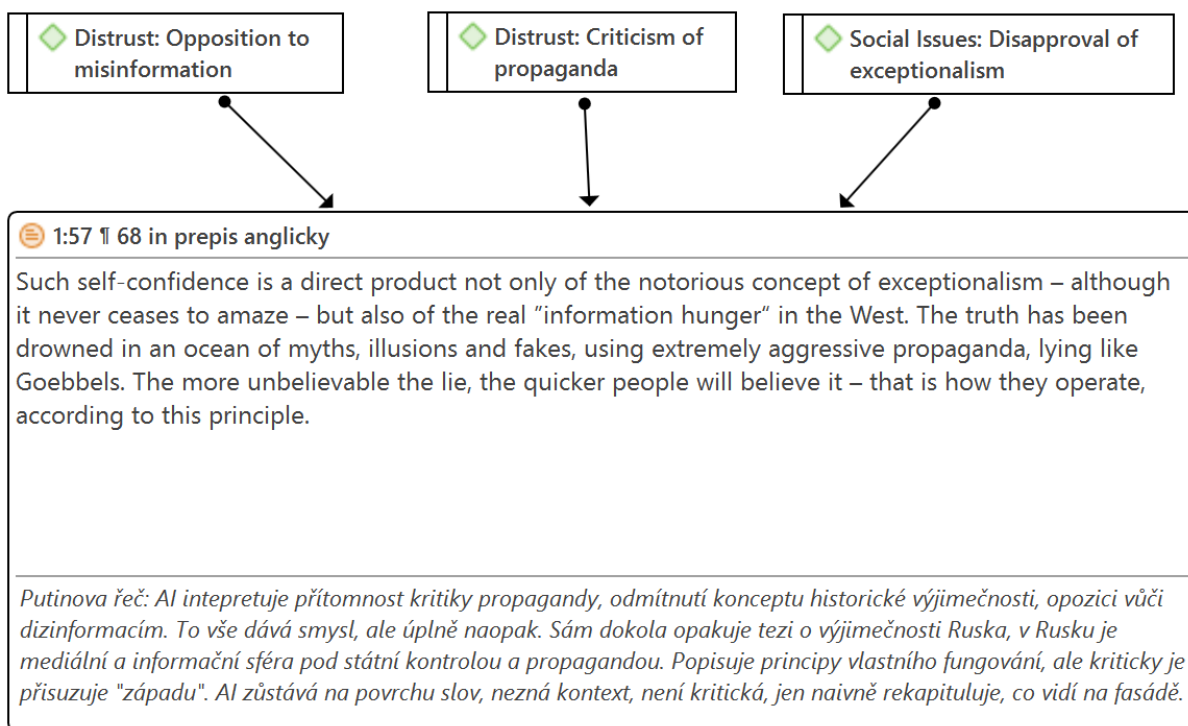 Distrust: Opposition to
misinformation
Distrust: Criticism of
propaganda
Social Issues: Disapproval of
exceptionalism
1:57 ¶ 68 in prepis anglicky
Such self-confidence is a direct product not only of the notorious concept of exceptionalism – although
it never ceases to amaze – but also of the real “information hunger“ in the West. The truth has been
drowned in an ocean of myths, illusions and fakes, using extremely aggressive propaganda, lying like
Goebbels. The more unbelievable the lie, the quicker people will believe it – that is how they operate,
according to this principle.
Putinova řeč: AI intepretuje přítomnost kritiky propagandy, odmítnutí konceptu historické výjimečnosti, opozici vůči
dizinformacím. To vše dává smysl, ale úplně naopak. Sám dokola opakuje tezi o výjimečnosti Ruska, v Rusku je
mediální a informační sféra pod státní kontrolou a propagandou. Popisuje principy vlastního fungování, ale kriticky je
přisuzuje "západu". AI zůstává na povrchu slov, nezná kontext, není kritická, jen naivně rekapituluje, co vidí na fasádě.